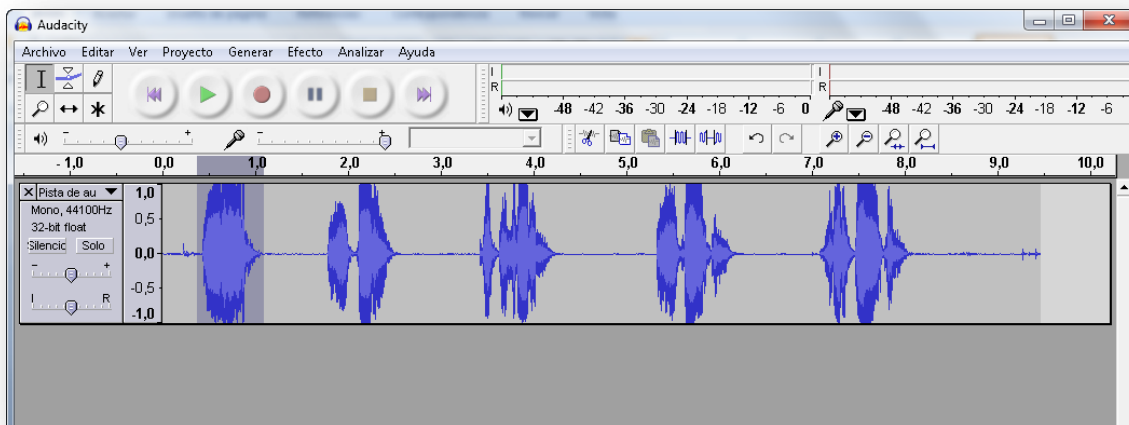 Audacity
Archivo Editar Ver Proyecto Generar Efecto Analizar Ayuda
I
R
-48 -42 -36 -30 -24 -18 -12 -6 0
I
R
-48 -42 -36 -30 -24 -18 -12 -6
- +
- +
- 1,0 0,0 1,0 2,0 3,0 4,0 5,0 6,0 7,0 8,0 9,0 10,0
X Pista de au
Mono, 44100Hz
32-bit float
Silencio Solo
- +
I R
1,0
0,5
0,0
-0,5
-1,0